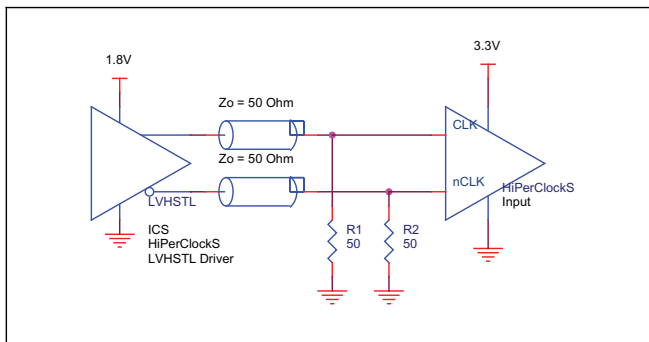 1.8V
3.3V
Zo = 50 Ohm
CLK
Zo = 50 Ohm
nCLK
HiPerClockS
Input
LVHSTL
ICS
HiPerClockS
LVHSTL Driver
R1
50
R2
50